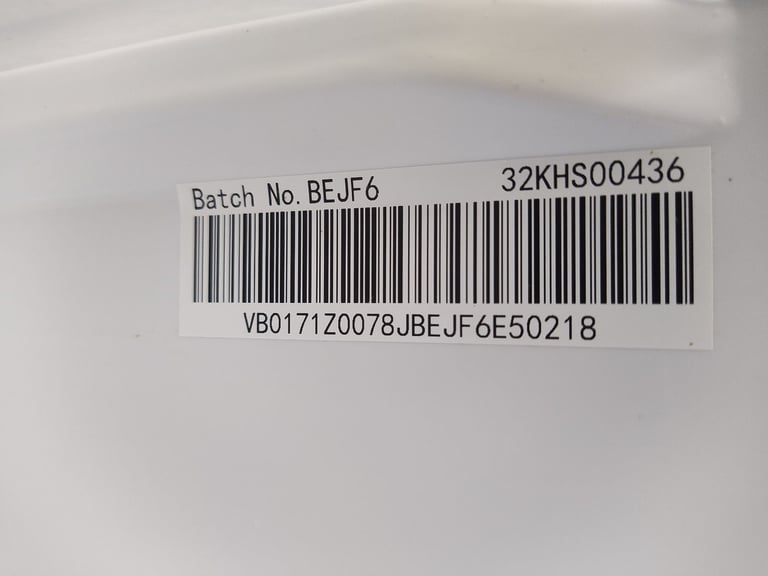 Batch No. BEJF6 32KHS00436
VB0171Z0078JBEJF6E50218